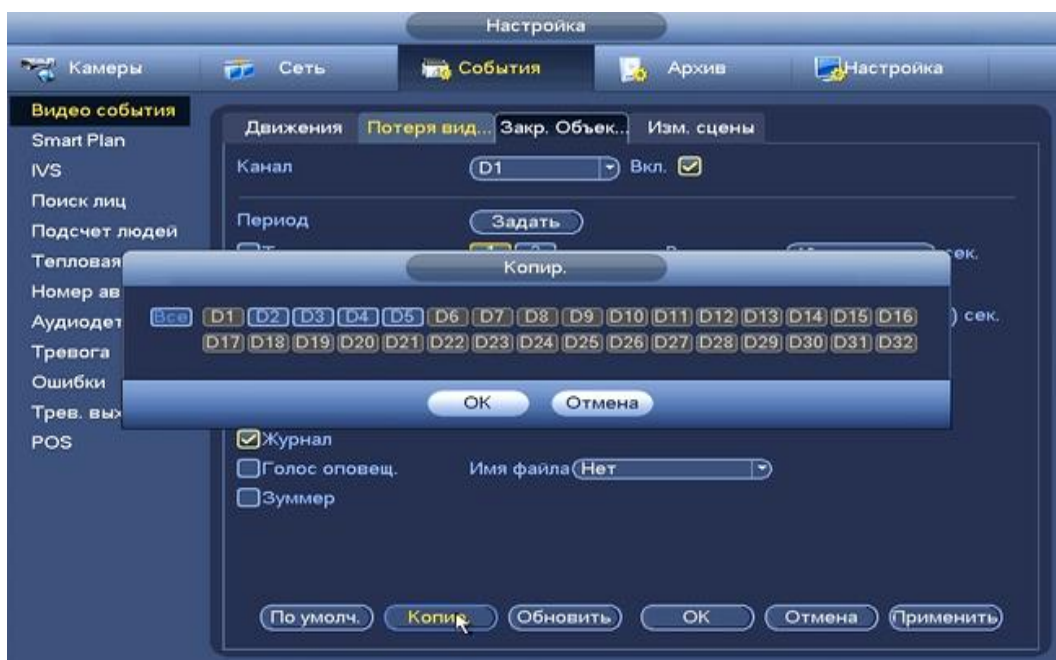 Настройка
Камеры Сеть События Архив Настройка
Видео события
Smart Plan
IVS
Поиск лиц
Подсчет людей
Тепловая
Номер ав
Аудиодет
Тревога
Ошибки
Трев. вых
POS
Движения Потеря вид... Закр. Объек... Изм. сцены
Канал D1 Вкл.
Период Задать
сек.
Копир.
Все D1 D2 D3 D4 D5 D6 D7 D8 D9 D10 D11 D12 D13 D14 D15 D16
) сек.
D17 D18 D19 D20 D21 D22 D23 D24 D25 D26 D27 D28 D29 D30 D31 D32
OK Отмена
Журнал
Голос оповещ. Имя файла Нет
Зуммер
По умолч. Копир. Обновить OK Отмена Применить